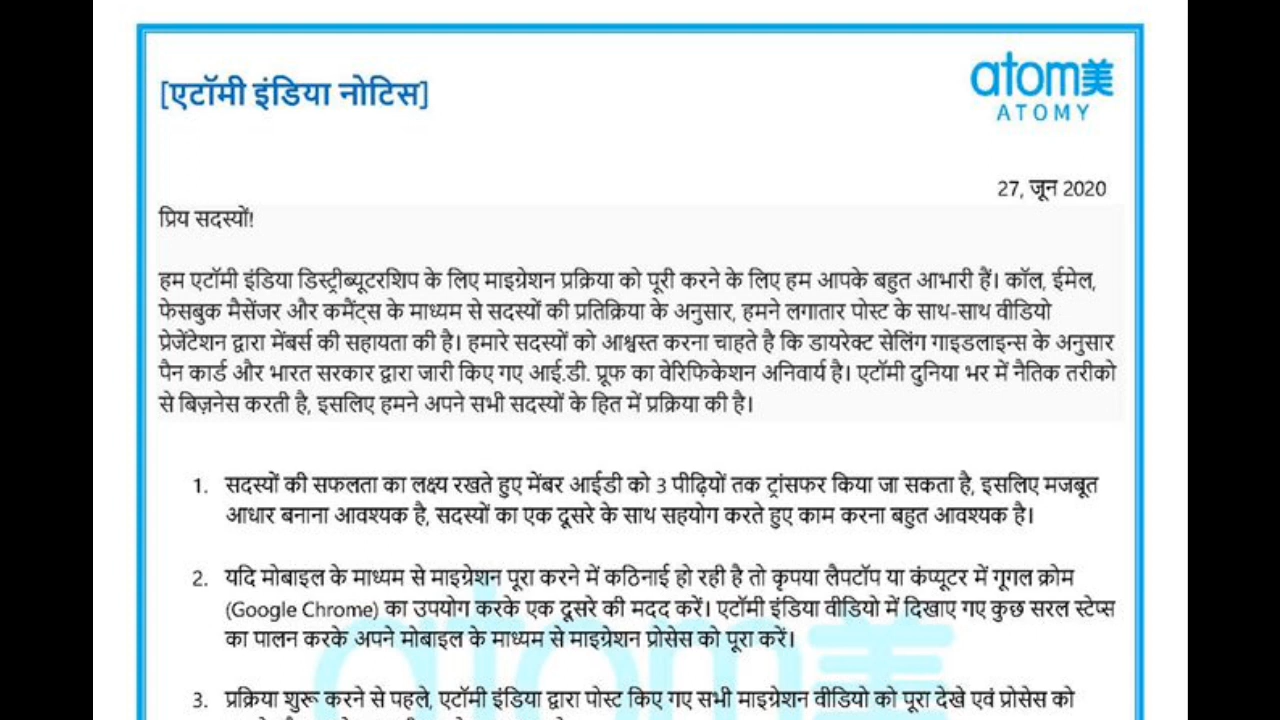 [एटॉमी इंडिया नोटिस]
atom美
ATOMY
27, जून 2020
प्रिय सदस्यों!
हम एटॉमी इंडिया डिस्ट्रीब्यूटरशिप के लिए माइग्रेशन प्रक्रिया को पूरी करने के लिए हम आपके बहुत आभारी हैं। कॉल, ईमेल,
फेसबुक मैसेंजर और कमैंट्स के माध्यम से सदस्यों की प्रतिक्रिया के अनुसार, हमने लगातार पोस्ट के साथ-साथ वीडियो
प्रेजेंटेशन द्वारा मेंबर्स की सहायता की है। हमारे सदस्यों को आश्वस्त करना चाहते है कि डायरेक्ट सेलिंग गाइडलाइन्स के अनुसार
पैन कार्ड और भारत सरकार द्वारा जारी किए गए आई.डी. प्रूफ का वेरिफिकेशन अनिवार्य है। एटॉमी दुनिया भर में नैतिक तरीको
से बिज़नेस करती है, इसलिए हमने अपने सभी सदस्यों के हित में प्रक्रिया की है।
1. सदस्यों की सफलता का लक्ष्य रखते हुए मेंबर आईडी को 3 पीढ़ियों तक ट्रांसफर किया जा सकता है, इसलिए मजबूत
आधार बनाना आवश्यक है, सदस्यों का एक दूसरे के साथ सहयोग करते हुए काम करना बहुत आवश्यक है।
2. यदि मोबाइल के माध्यम से माइग्रेशन पूरा करने में कठिनाई हो रही है तो कृपया लैपटॉप या कंप्यूटर में गूगल क्रोम
(Google Chrome) का उपयोग करके एक दूसरे की मदद करें। एटॉमी इंडिया वीडियो में दिखाए गए कुछ सरल स्टेप्स
का पालन करके अपने मोबाइल के माध्यम से माइग्रेशन प्रोसेस को पूरा करें।
3. प्रक्रिया शुरू करने से पहले, एटॉमी इंडिया द्वारा पोस्ट किए गए सभी माइग्रेशन वीडियो को पूरा देखे एवं प्रोसेस को
atom美